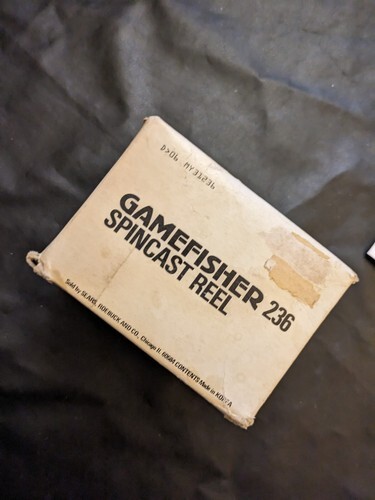 GAMEFISHER 236
SPINCAST REEL
Sold by SEARS, ROEBUCK AND CO., Chicago Il. 60684 CONTENTS Made in KOREA